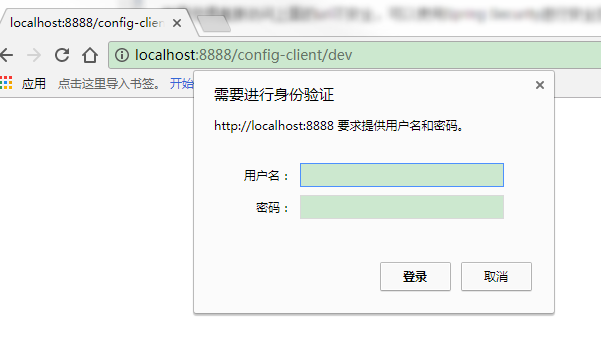 localhost:8888/config-clien
localhost:8888/config-client/dev
应用 点击这里导入书签。 开始
需要进行身份验证
http://localhost:8888 要求提供用户名和密码。
用户名：
密码：
登录 取消